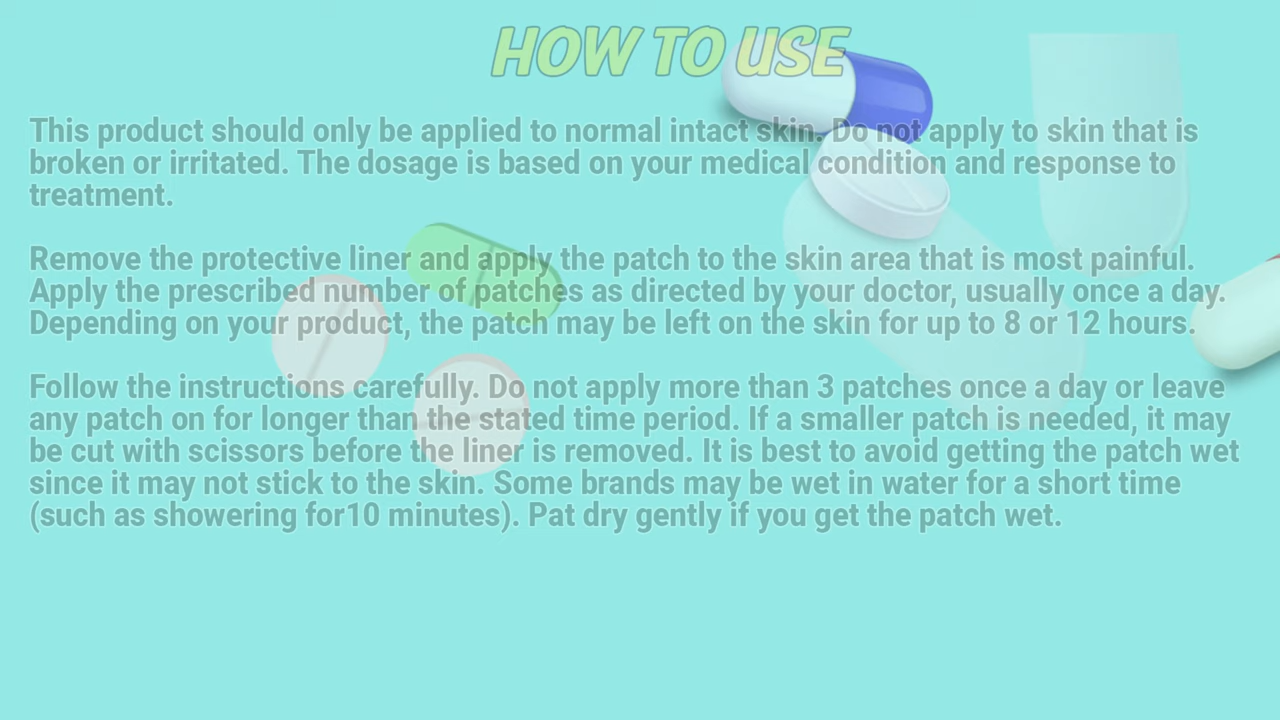 HOW TO USE
This product should only be applied to normal intact skin. Do not apply to skin that is
broken or irritated. The dosage is based on your medical condition and response to
treatment.
Remove the protective liner and apply the patch to the skin area that is most painful.
Apply the prescribed number of patches as directed by your doctor, usually once a day.
Depending on your product, the patch may be left on the skin for up to 8 or 12 hours.
Follow the instructions carefully. Do not apply more than 3 patches once a day or leave
any patch on for longer than the stated time period. If a smaller patch is needed, it may
be cut with scissors before the liner is removed. It is best to avoid getting the patch wet
since it may not stick to the skin. Some brands may be wet in water for a short time
(such as showering for10 minutes). Pat dry gently if you get the patch wet.